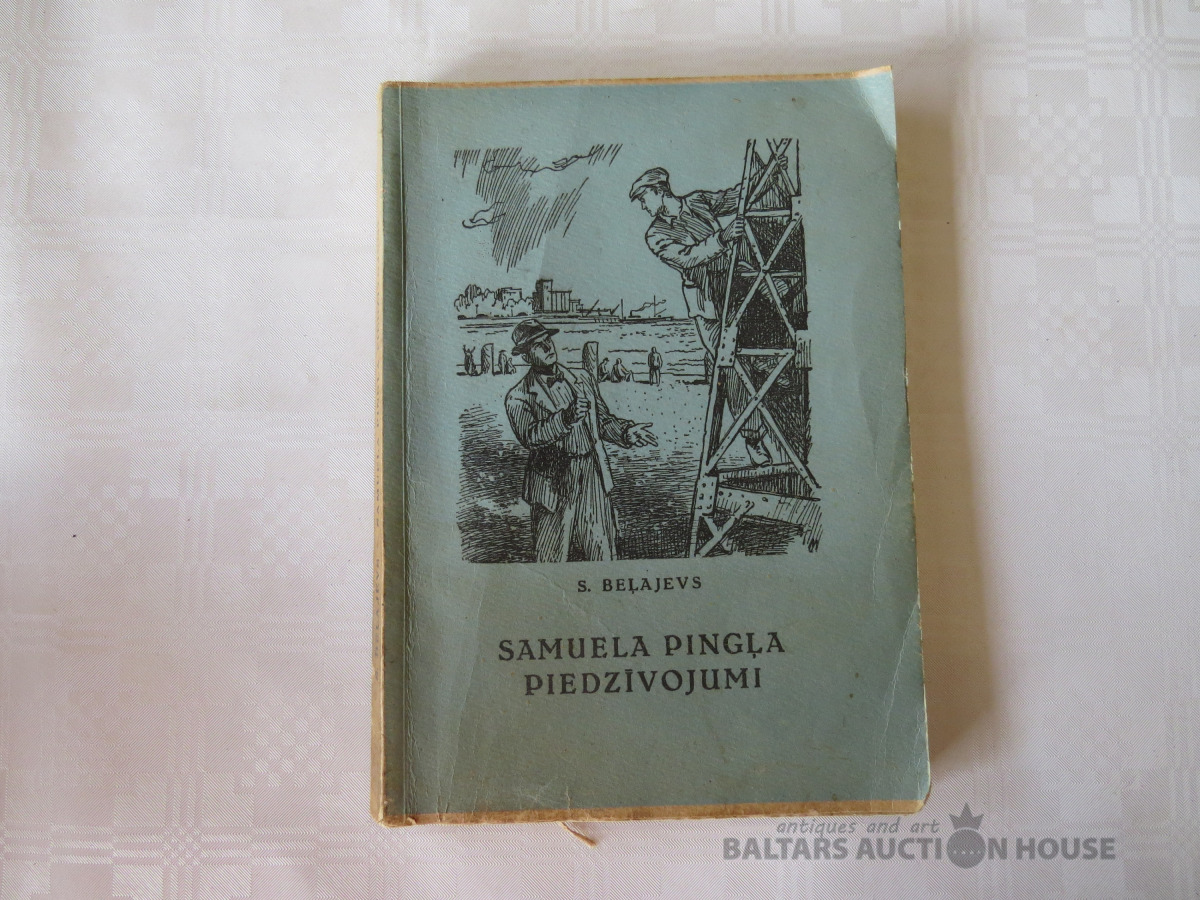 S. BEĻAJEVS
SAMUELA PINGĻA
PIEDZĪVOJUMI
antiques and art
BALTARS AUCTION HOUSE